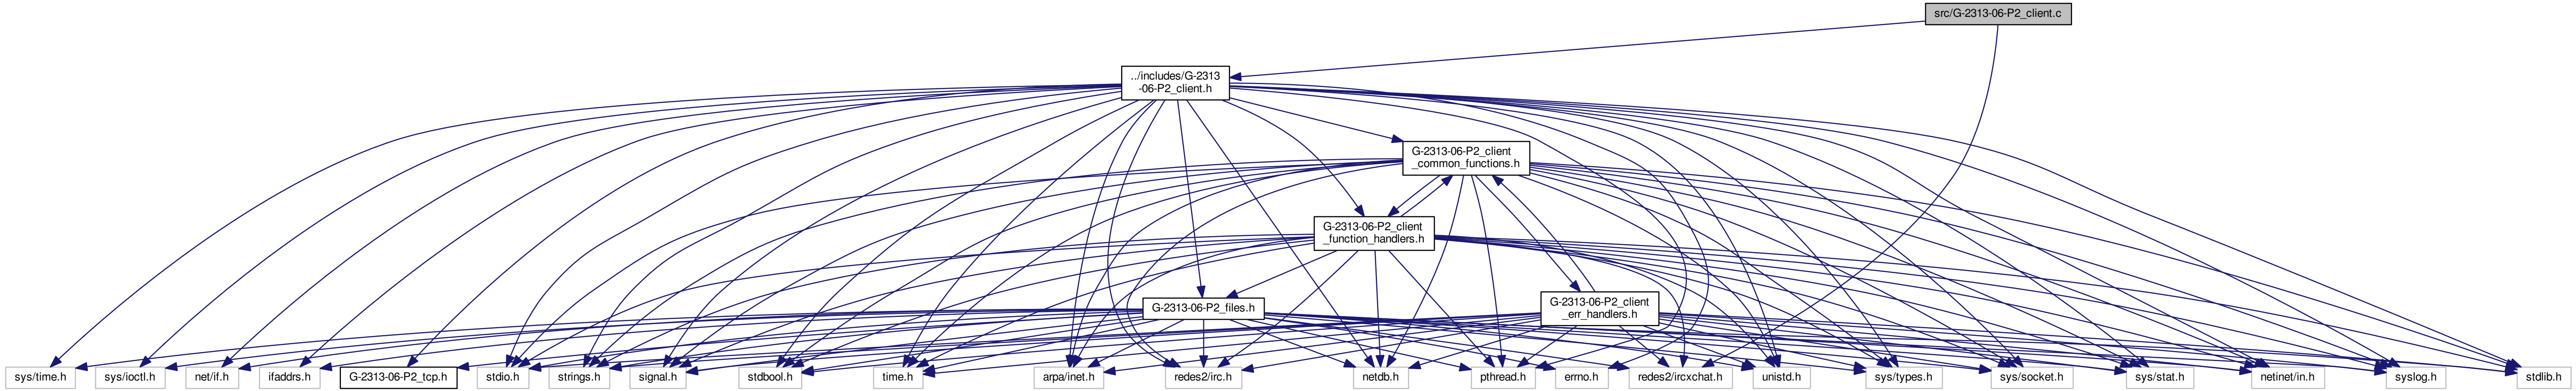 src/G-2313-06-P2_client.c
../includes/G-2313
-06-P2_client.h
G-2313-06-P2_client
_common_functions.h
G-2313-06-P2_client
_function_handlers.h
G-2313-06-P2_files.h
G-2313-06-P2_client
_err_handlers.h
sys/time.h
sys/ioctl.h
net/if.h
ifaddrs.h
G-2313-06-P2_tcp.h
stdio.h
strings.h
signal.h
stdbool.h
time.h
arpa/inet.h
redes2/irc.h
netdb.h
pthread.h
errno.h
redes2/ircxchat.h
unistd.h
sys/types.h
sys/socket.h
sys/stat.h
netinet/in.h
syslog.h
stdlib.h